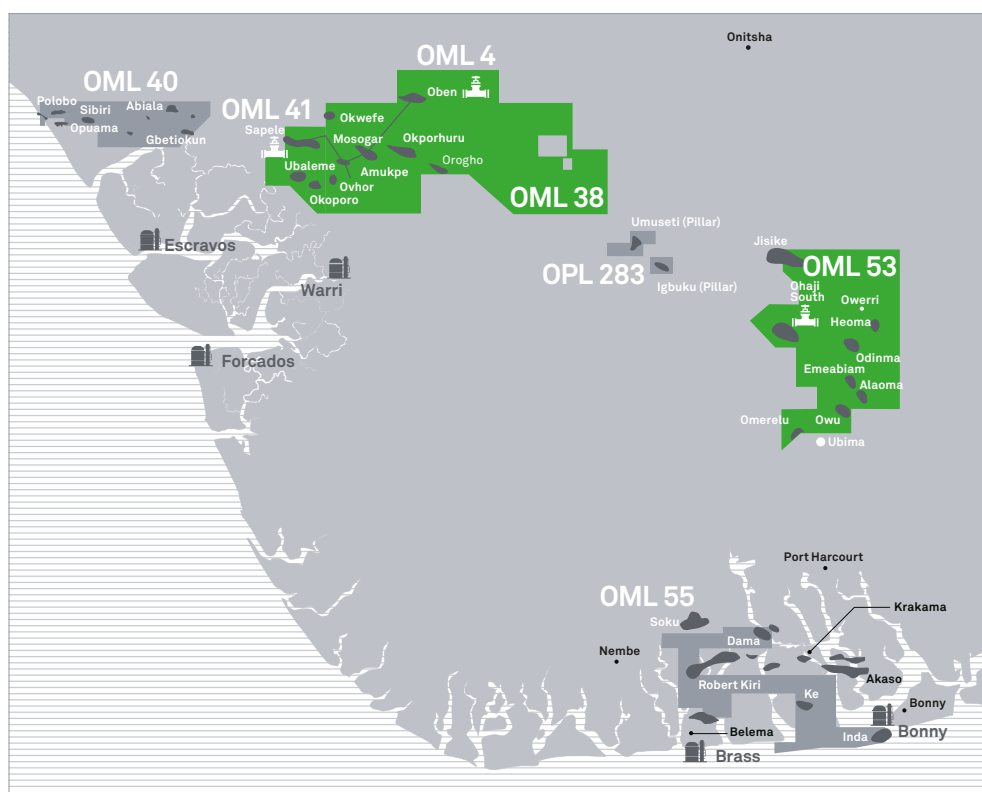 Onitsha
OML 4
OML 40
Oben
Polobo
Sibiri
Abiala
OML 41
Okwefe
Opuama
Gbetiokun
Sapele
Mosogar
Okporhuru
Orogho
Ubaleme
Amukpe
Ovhor
Okoporo
OML 38
Umuseti (Pillar)
Jisike
Escravos
OPL 283
OML 53
Igbuku (Pillar)
Ohaji
South
Owerri
Warri
Heoma
Odinma
Forcados
Emeabiam
Alaoma
Omerelu
Owu
Ubima
Port Harcourt
OML 55
Krakama
Soku
Dama
Nembe
Akaso
Robert Kiri
Ke
Bonny
Belema
Inda
Bonny
Brass